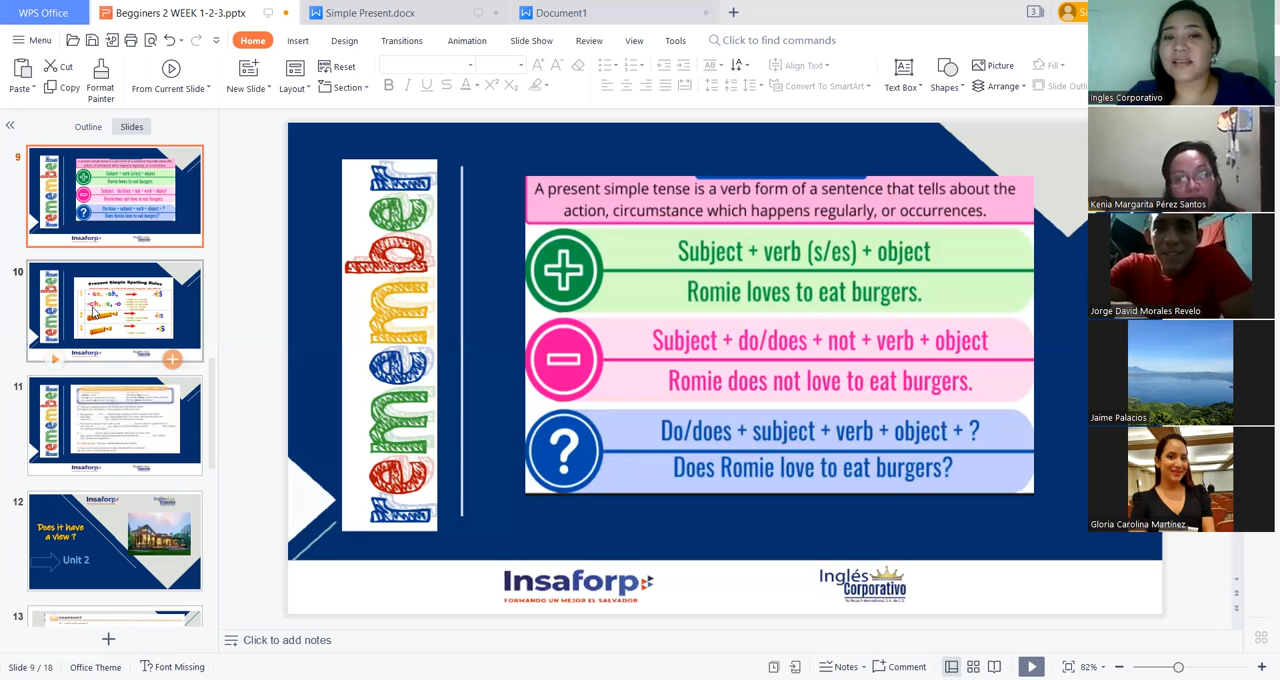 WPS Office
Begginers 2 WEEK 1-2-3.pptx
Simple Present.docx
Document1
Menu
Home
Insert
Design
Transitions
Animation
Slide Show
Review
View
Tools
Click to find commands
Paste
Cut
Copy
Format Painter
From Current Slide
New Slide
Layout
Reset
Section
Text Box
Shapes
Align Text
Convert to SmartArt
Picture
Arrange
Fill
Outline
Slides
9
10
Present Simple Spelling Rules
11
12
Insaforp
Does it have
a view ?
Unit 2
13
SNAPSHOT
remember
A present simple tense is a verb form of a sentence that tells about the
action, circumstance which happens regularly, or occurrences.
Subject + verb (s/es) + object
Romie loves to eat burgers.
Subject + do/does + not + verb + object
Romie does not love to eat burgers.
Do/does + subject + verb + object + ?
Does Romie love to eat burgers?
Insaforp
FORMANDO UN MEJOR EL SALVADOR
Inglés
Corporativo
Ingles Corporativo
Kenia Margarita Pérez Santos
Jorge David Morales Revelo
Jaime Palacios
Gloria Carolina Martínez
Click to add notes
Slide 9 / 18
Office Theme
Font Missing
Notes
Comment
82%